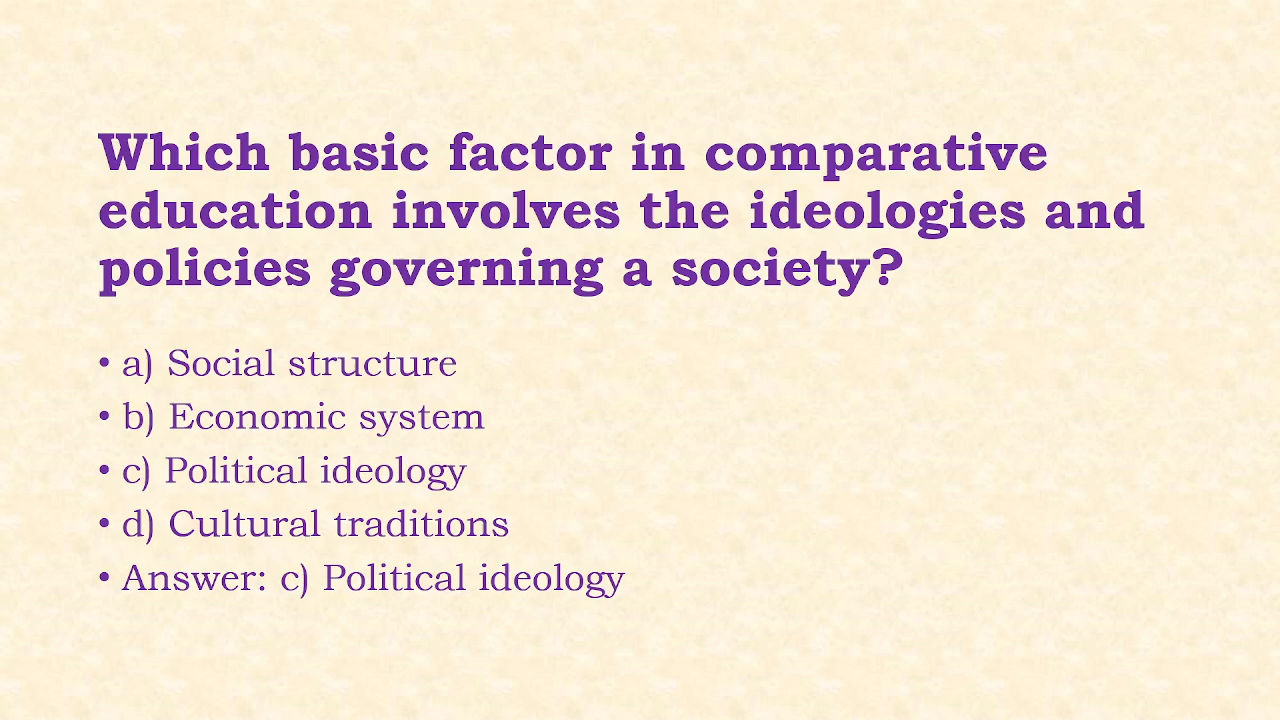 Which basic factor in comparative
education involves the ideologies and
policies governing a society?
• a) Social structure
• b) Economic system
• c) Political ideology
• d) Cultural traditions
• Answer: c) Political ideology